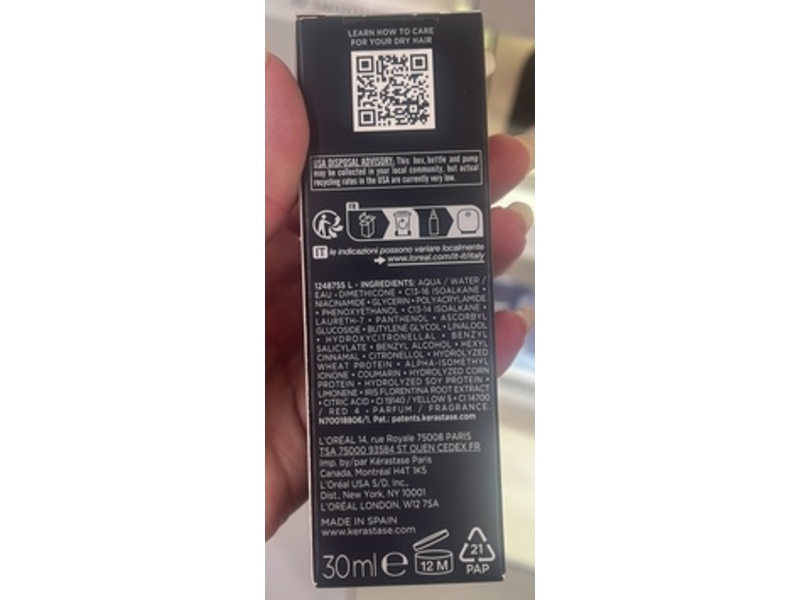 LEARN HOW TO CARE
FOR YOUR DRY HAIR
USA DISPOSAL ADVISORY: This box, bottle and pump
may be collected in your local community, but actual
recycling rates in the USA are currently very low.
FR
IT le indicazioni possono variare localmente
www.loreal.com/it-it/italy
1248755 L - INGREDIENTS: AQUA / WATER /
EAU • DIMETHICONE • C13-16 ISOALKANE •
NIACINAMIDE • GLYCERIN • POLYACRYLAMIDE
• PHENOXYETHANOL • C13-14 ISOALKANE •
LAURETH-7 • PANTHENOL • ASCORBYL
GLUCOSIDE • BUTYLENE GLYCOL • LINALOOL
• HYDROXYCITRONELLAL • BENZYL
SALICYLATE • BENZYL ALCOHOL • HEXYL
CINNAMAL • CITRONELLOL • HYDROLYZED
WHEAT PROTEIN • ALPHA-ISOMETHYL
IONONE • COUMARIN • HYDROLYZED CORN
PROTEIN • HYDROLYZED SOY PROTEIN •
LIMONENE • IRIS FLORENTINA ROOT EXTRACT
• CITRIC ACID • CI 19140 / YELLOW 5 • CI 14700
/ RED 4 • PARFUM / FRAGRANCE.
N70018806/1. Pat.: patents.kerastase.com
L'ORÉAL 14, rue Royale 75008 PARIS
TSA 75000 93584 ST OUEN CEDEX FR
Imp. by/par Kérastase Paris
Canada, Montréal H4T 1K5
L'Oréal USA S/D, Inc.,
Dist., New York, NY 10001
L'ORÉAL LONDON, W12 7SA
MADE IN SPAIN
www.kerastase.com
30ml e 12 M 21
PAP